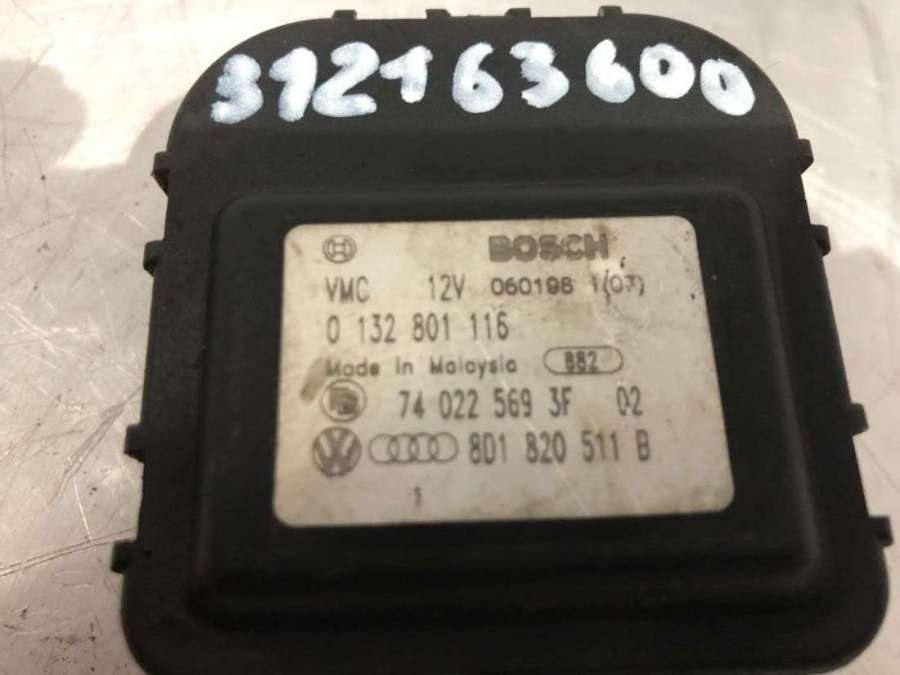 312163600
BOSCH
VMC 12V 060198 1(07)
0 132 801 116
Made in Malaysia 882
74 022 569 3F 02
8D1 820 511 B
1